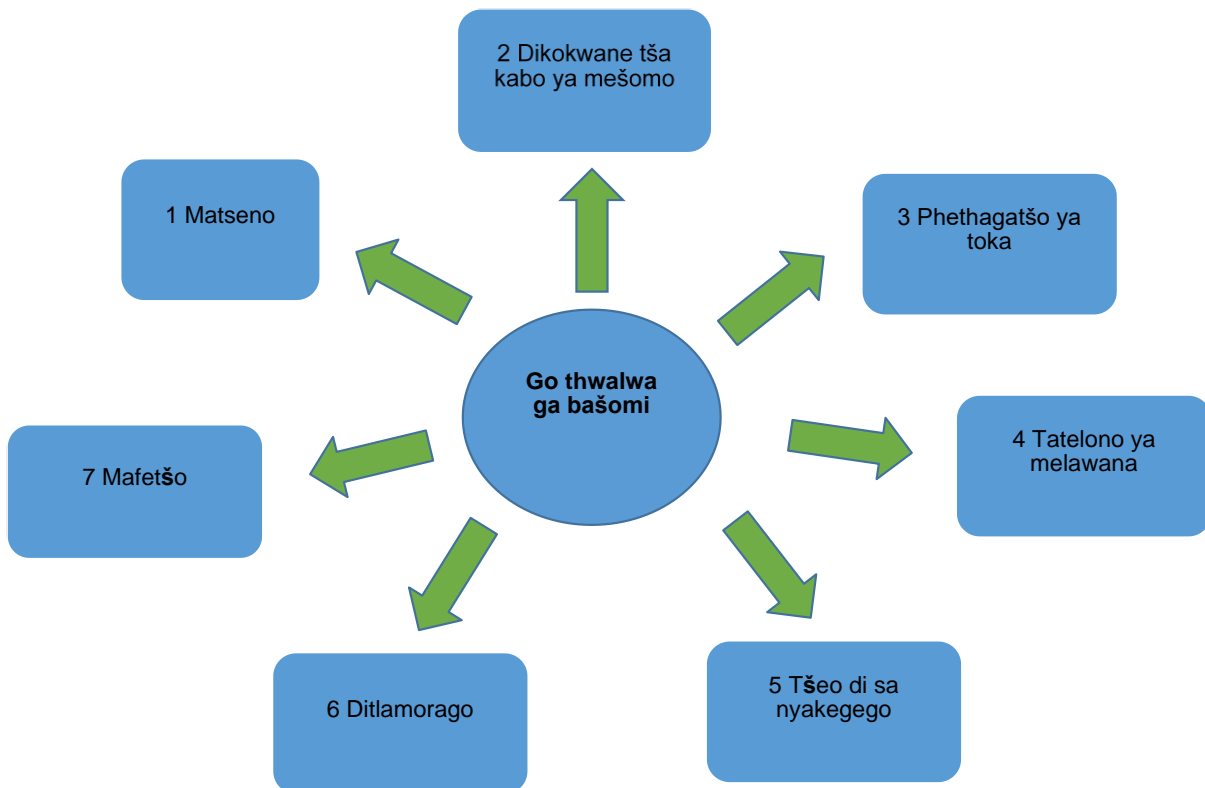 Go thwalwa
ga bašomi
1 Matseno
2 Dikokwane tša
kabo ya mešomo
3 Phethagatšo ya
toka
4 Tatelono ya
melawana
5 Tšeo di sa
nyakegego
6 Ditlamorago
7 Mafetšo